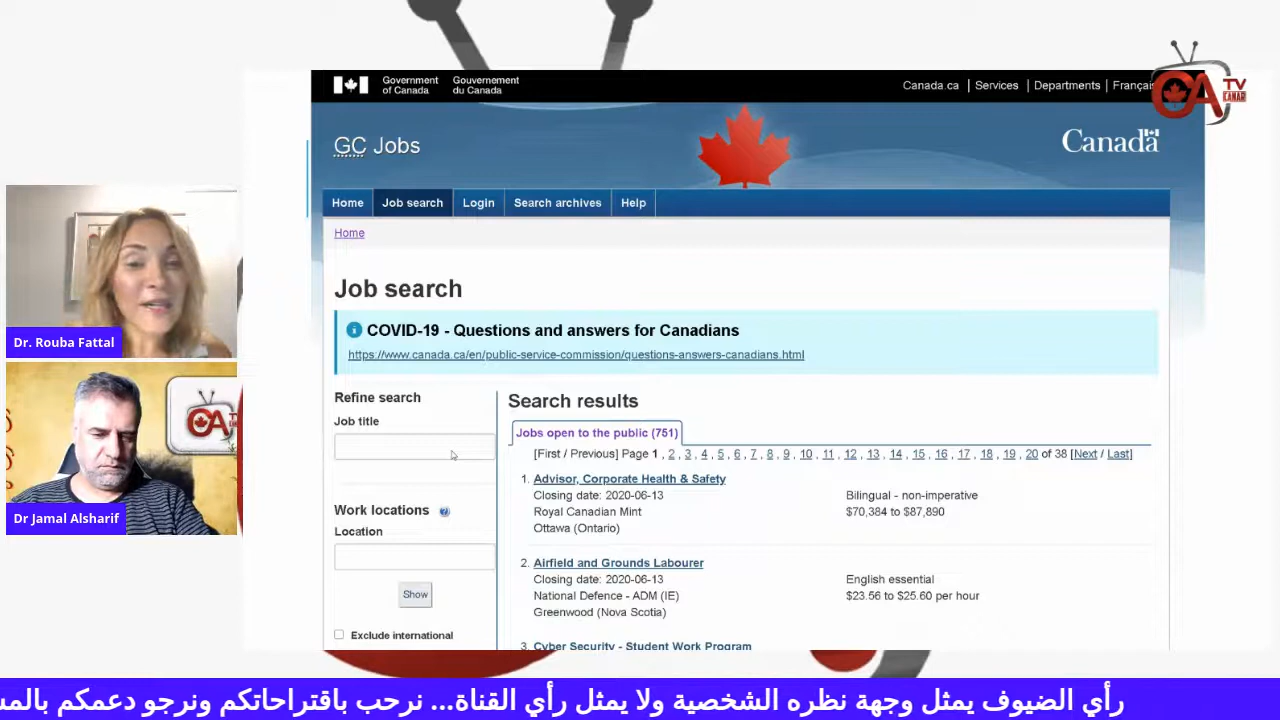 Government of Canada
Gouvernement du Canada
Canada.ca | Services | Departments | Français
CA TV
KANAR
GC Jobs
Canada
Home
Job search
Login
Search archives
Help
Home
Job search
COVID-19 - Questions and answers for Canadians
https://www.canada.ca/en/public-service-commission/questions-answers-canadians.html
Refine search
Job title
Work locations
Location
Show
Exclude international
Search results
Jobs open to the public (751)
[First / Previous] Page 1 , 2 , 3 , 4 , 5 , 6 , 7 , 8 , 9 , 10 , 11 , 12 , 13 , 14 , 15 , 16 , 17 , 18 , 19 , 20 of 38 [Next / Last]
1. Advisor, Corporate Health & Safety
Closing date: 2020-06-13
Bilingual - non-imperative
Royal Canadian Mint
$70,384 to $87,890
Ottawa (Ontario)
2. Airfield and Grounds Labourer
Closing date: 2020-06-13
English essential
National Defence - ADM (IE)
$23.56 to $25.60 per hour
Greenwood (Nova Scotia)
3. Cyber Security - Student Work Program
Dr. Rouba Fattal
CA
Dr Jamal Alsharif
رأي الضيوف يمثل وجهة نظره الشخصية ولا يمثل رأي القناة... نرحب باقتراحاتكم ونرجو دعمكم